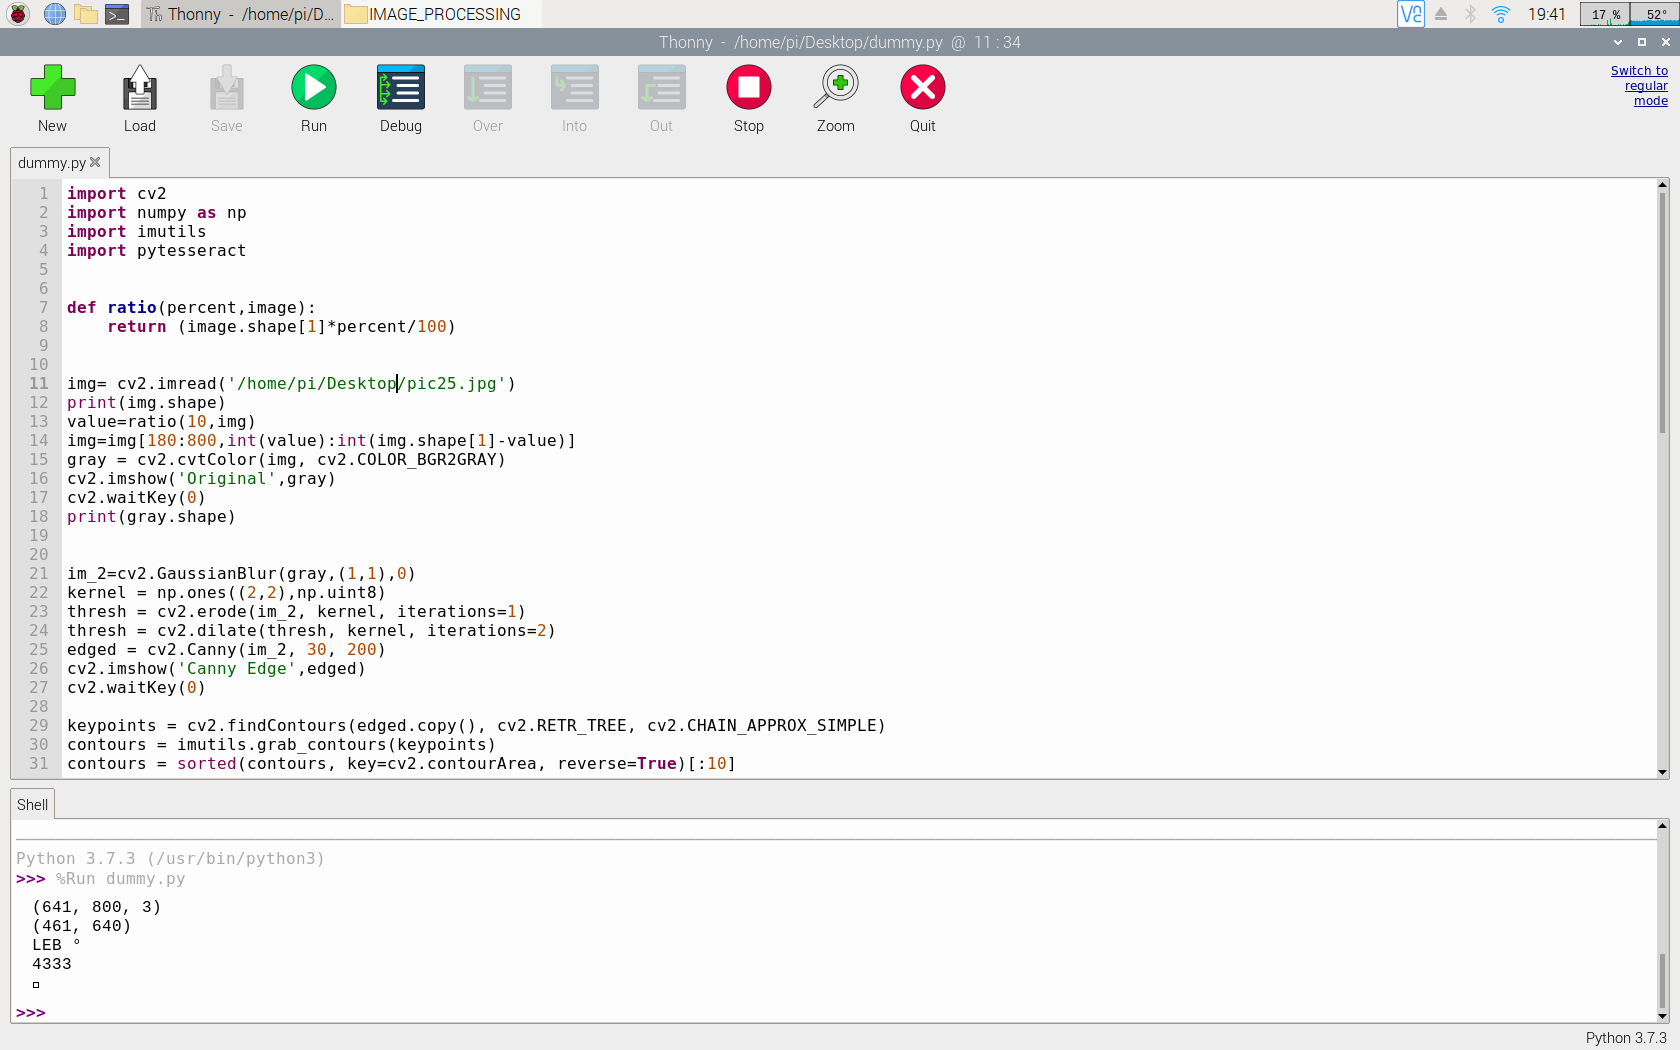 Thonny - /home/pi/D...
IMAGE_PROCESSING
19:41
17 %
52°
Thonny - /home/pi/Desktop/dummy.py @ 11 : 34
New
Load
Save
Run
Debug
Over
Into
Out
Stop
Zoom
Quit
Switch to
regular
mode
dummy.py
1 import cv2
2 import numpy as np
3 import imutils
4 import pytesseract
5
6
7 def ratio(percent,image):
8     return (image.shape[1]*percent/100)
9
10
11 img= cv2.imread('/home/pi/Desktop/pic25.jpg')
12 print(img.shape)
13 value=ratio(10,img)
14 img=img[180:800,int(value):int(img.shape[1]-value)]
15 gray = cv2.cvtColor(img, cv2.COLOR_BGR2GRAY)
16 cv2.imshow('Original',gray)
17 cv2.waitKey(0)
18 print(gray.shape)
19
20
21 im_2=cv2.GaussianBlur(gray,(1,1),0)
22 kernel = np.ones((2,2),np.uint8)
23 thresh = cv2.erode(im_2, kernel, iterations=1)
24 thresh = cv2.dilate(thresh, kernel, iterations=2)
25 edged = cv2.Canny(im_2, 30, 200)
26 cv2.imshow('Canny Edge',edged)
27 cv2.waitKey(0)
28
29 keypoints = cv2.findContours(edged.copy(), cv2.RETR_TREE, cv2.CHAIN_APPROX_SIMPLE)
30 contours = imutils.grab_contours(keypoints)
31 contours = sorted(contours, key=cv2.contourArea, reverse=True)[:10]
Shell
Python 3.7.3 (/usr/bin/python3)
>>> %Run dummy.py
(641, 800, 3)
(461, 640)
LEB °
4333
▫
>>>
Python 3.7.3